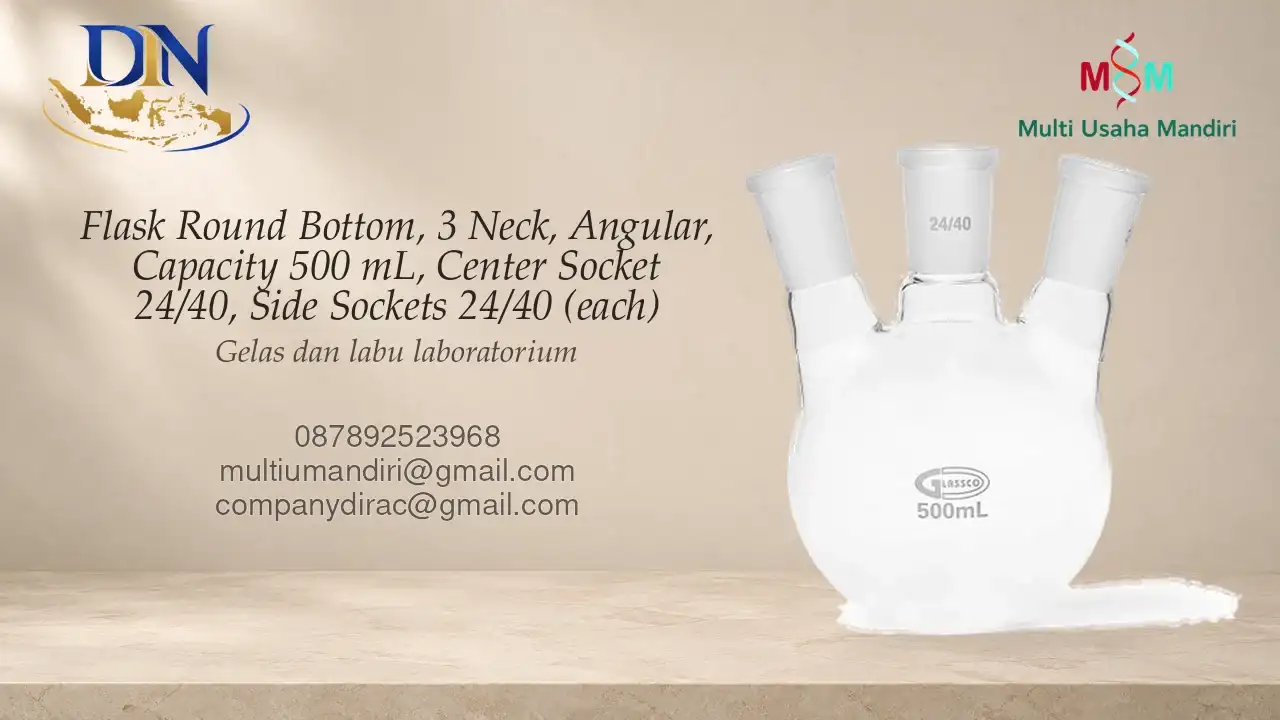 DN
M M
Multi Usaha Mandiri
Flask Round Bottom, 3 Neck, Angular,
Capacity 500 mL, Center Socket
24/40, Side Sockets 24/40 (each)
Gelas dan labu laboratorium
087892523968
multiumandiri@gmail.com
companydirac@gmail.com
24/40
GLASSCO
500mL